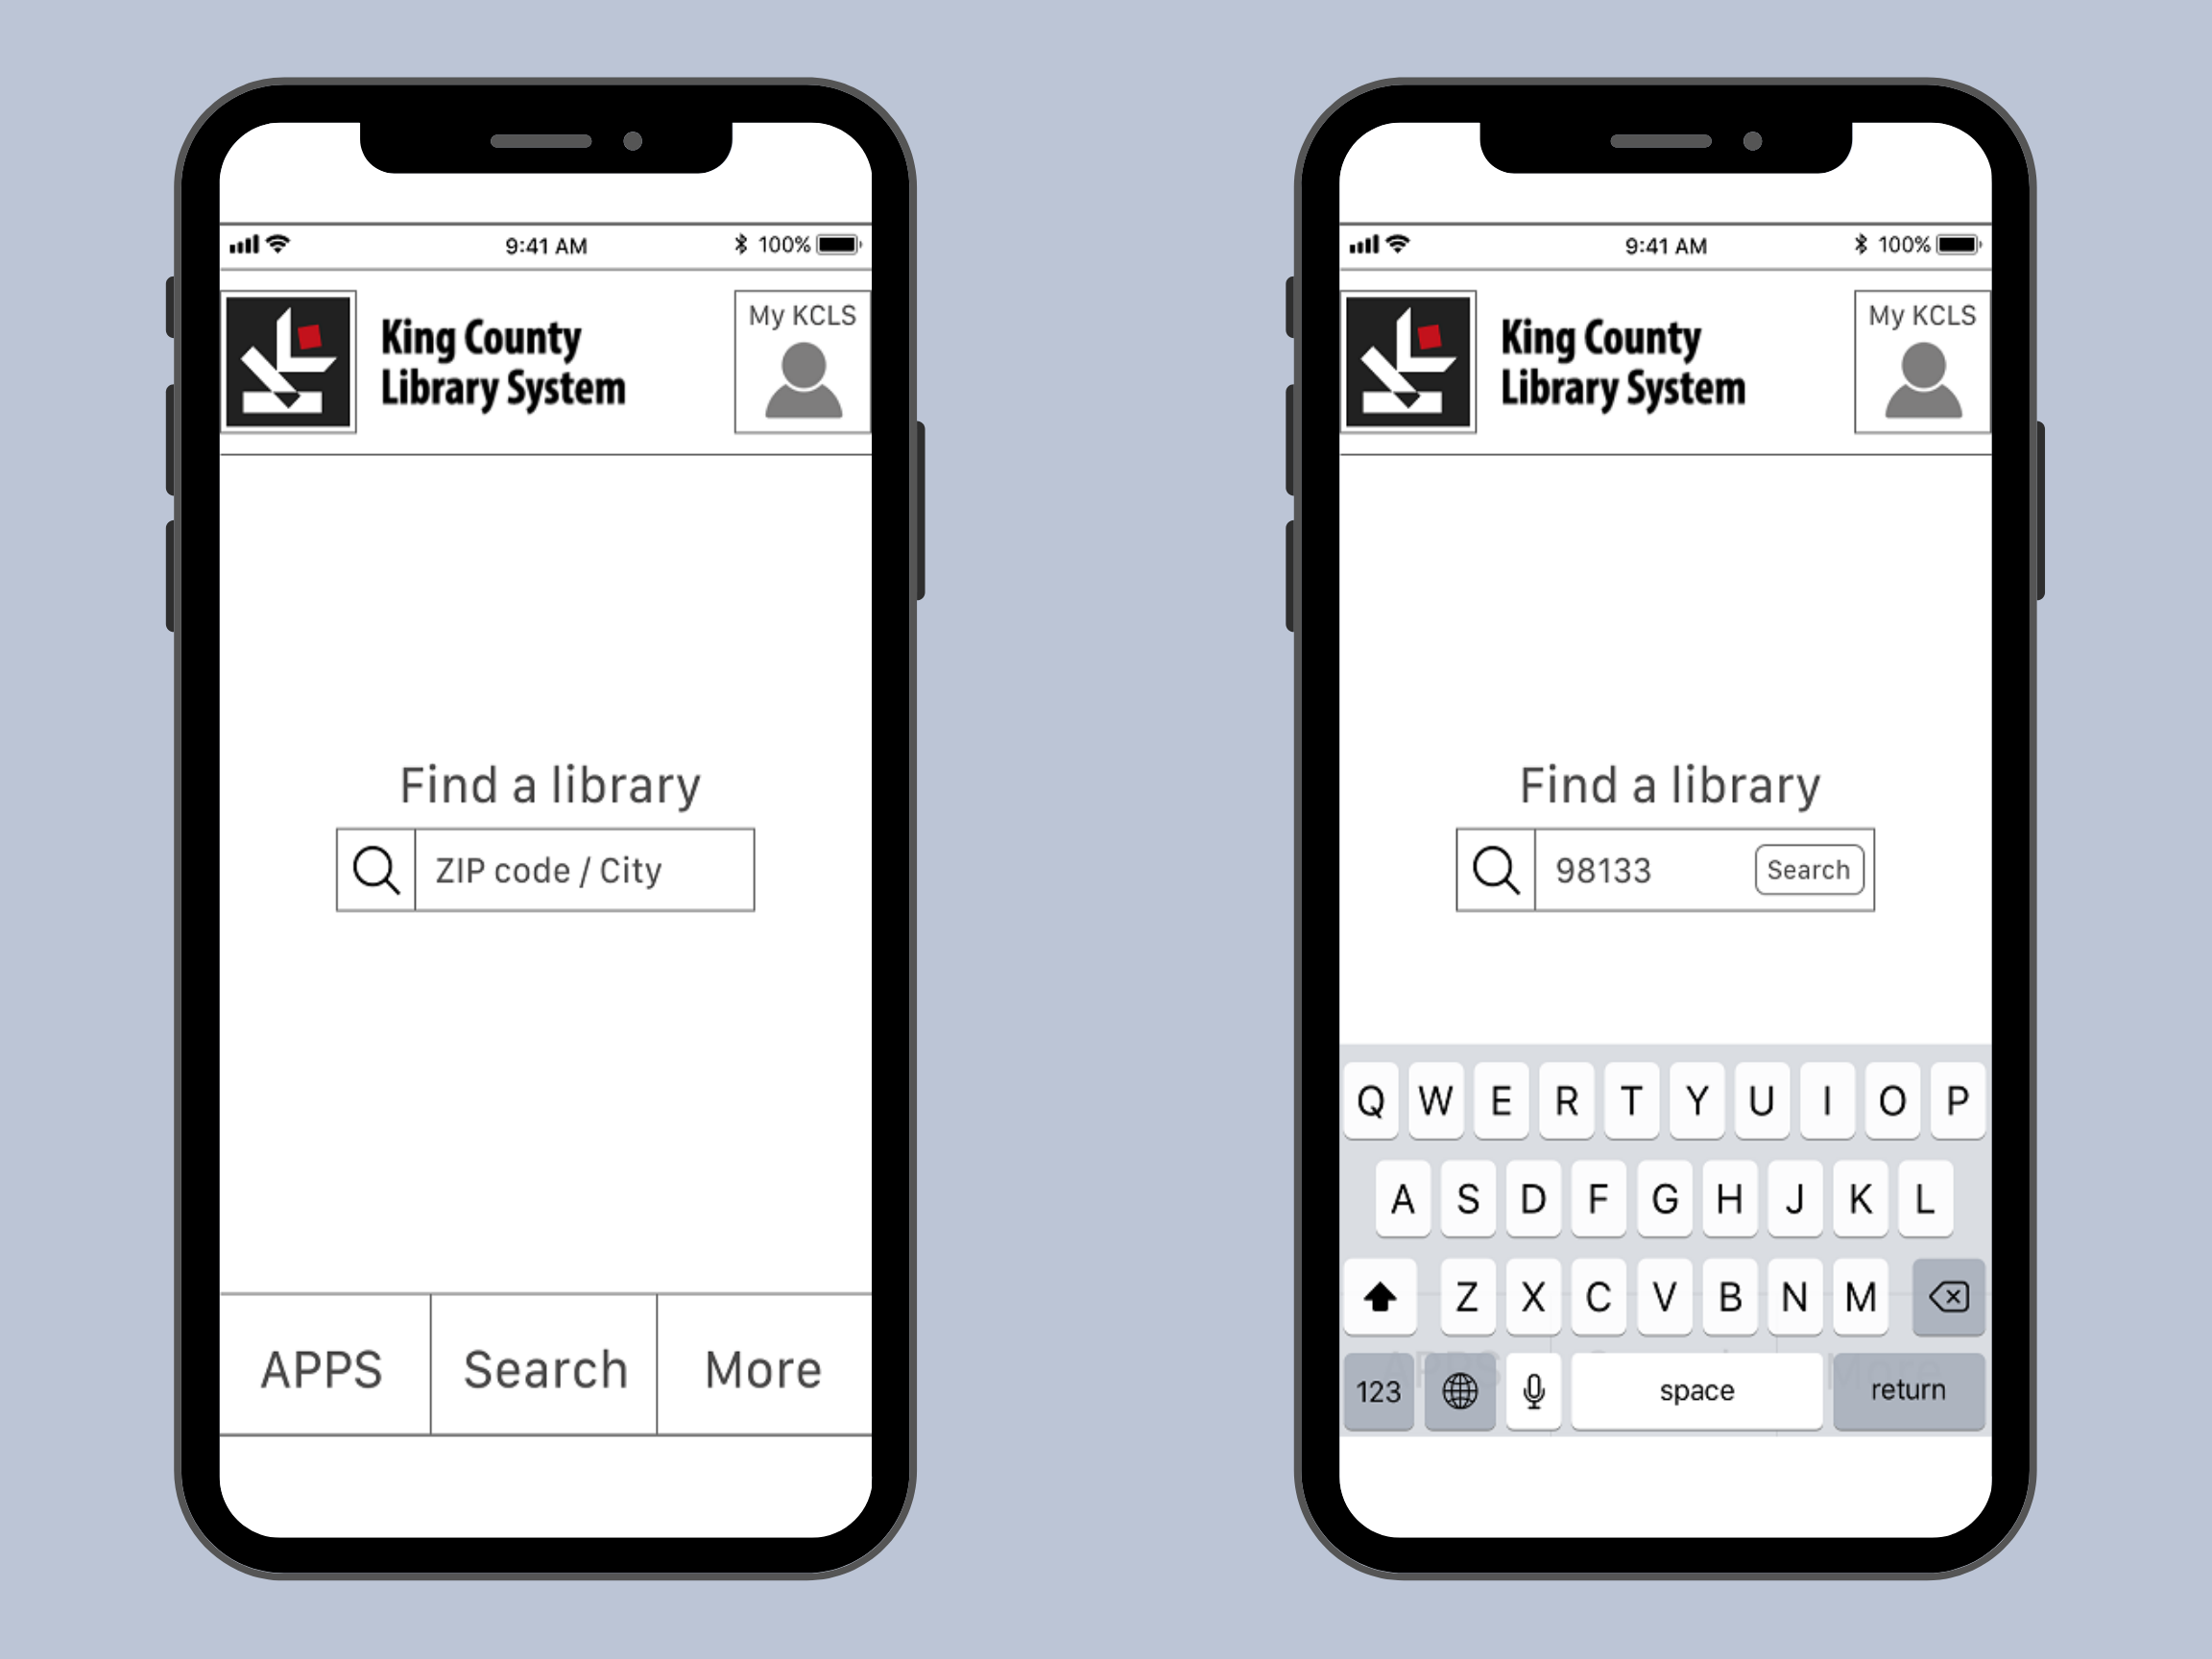 9:41 AM
100%
King County
Library System
My KCLS
Find a library
ZIP code / City
APPS
Search
More
9:41 AM
100%
King County
Library System
My KCLS
Find a library
98133
Search
Q W E R T Y U I O P
A S D F G H J K L
Z X C V B N M
123
space
return